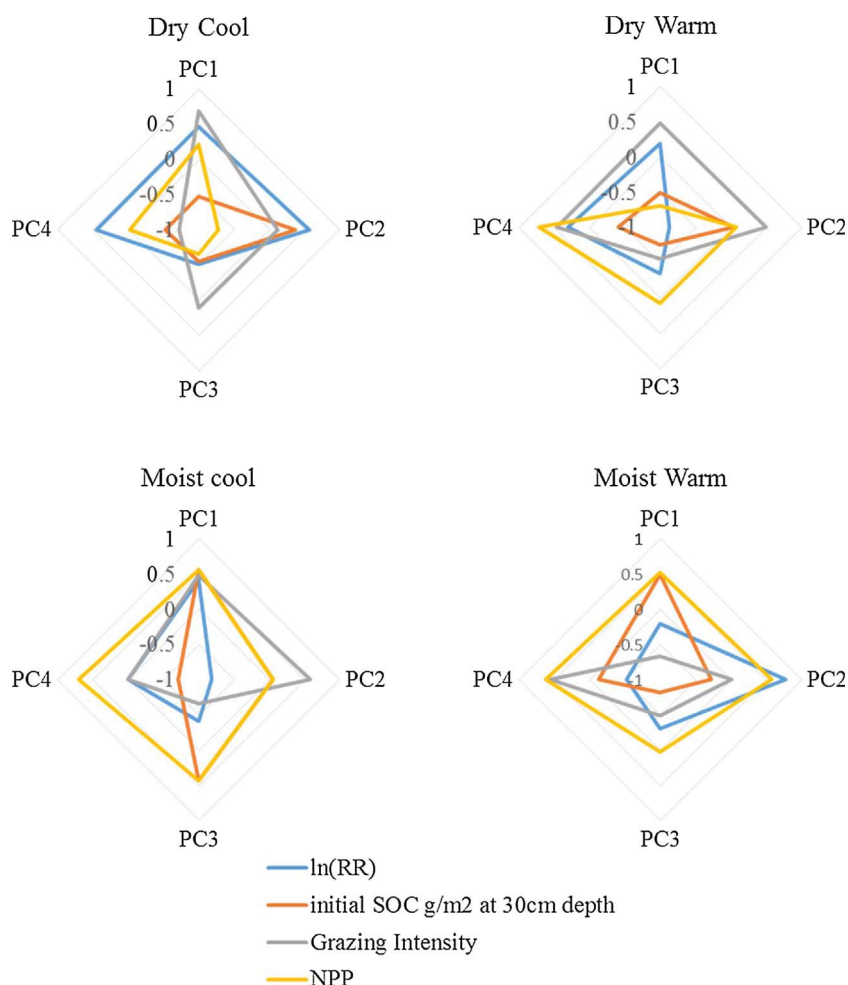 Dry Cool
PC1
1
0.5
0
-0.5
-1
PC4
PC2
PC3
Dry Warm
PC1
1
0.5
0
-0.5
-1
PC4
PC2
PC3
Moist cool
PC1
1
0.5
0
-0.5
-1
PC4
PC2
PC3
Moist Warm
PC1
1
0.5
0
-0.5
-1
PC4
PC2
PC3
ln(RR)
initial SOC g/m2 at 30cm depth
Grazing Intensity
NPP